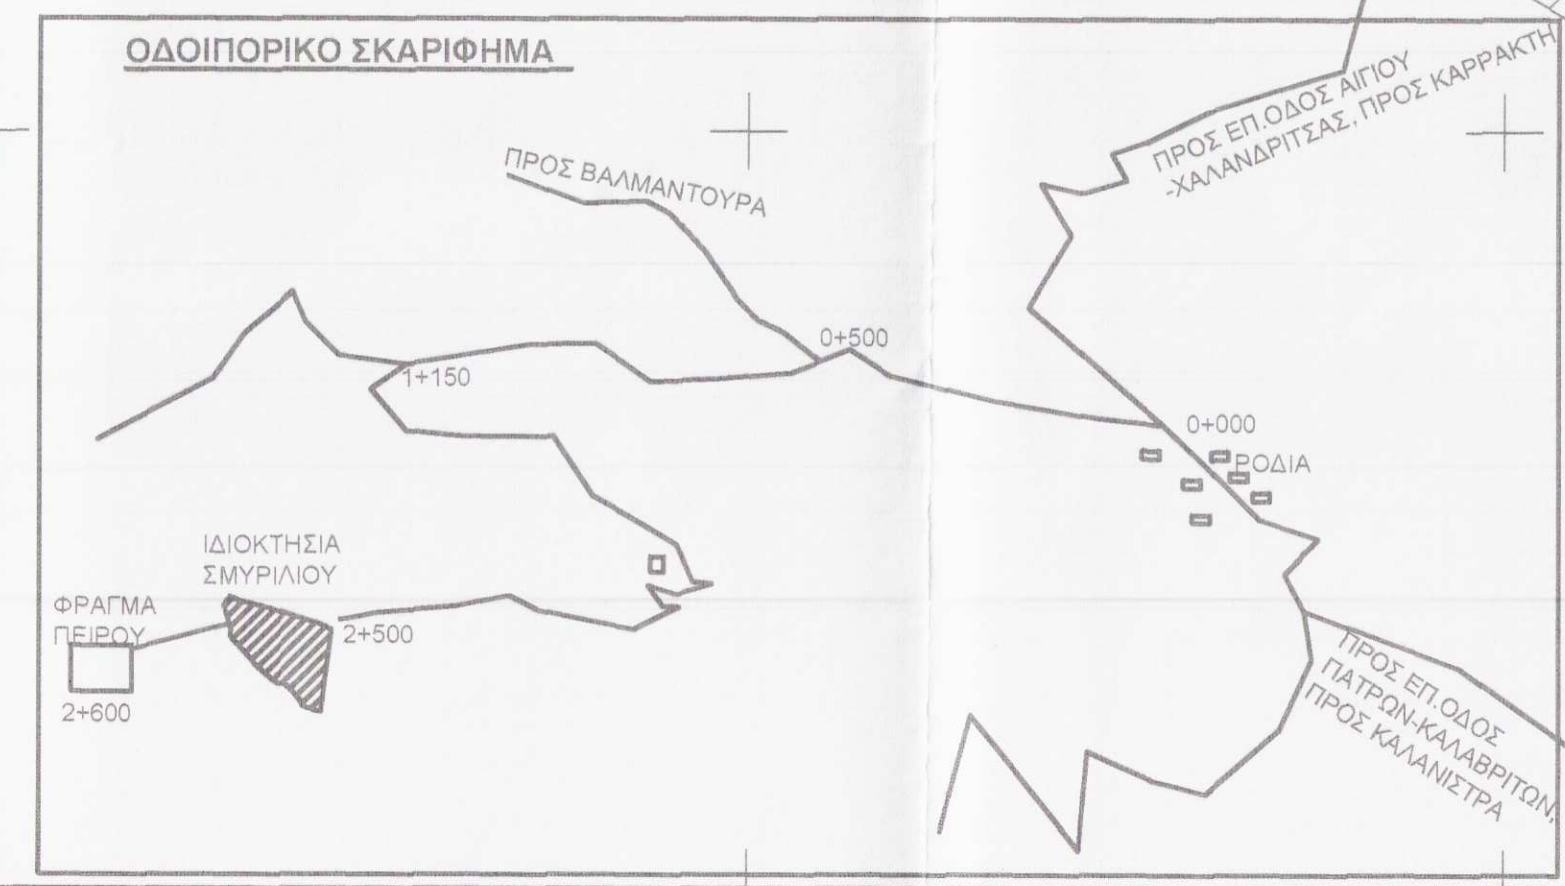 ΟΔΟΙΠΟΡΙΚΟ ΣΚΑΡΙΦΗΜΑ
ΠΡΟΣ ΕΠ.ΟΔΟΣ ΑΙΓΙΟΥ
-ΧΑΛΑΝΔΡΙΤΣΑΣ, ΠΡΟΣ ΚΑΡΡΑΚΤΗ
ΠΡΟΣ ΒΑΛΜΑΝΤΟΥΡΑ
0+500
1+150
0+000
ΡΟΔΙΑ
ΙΔΙΟΚΤΗΣΙΑ
ΣΜΥΡΙΛΙΟΥ
ΦΡΑΓΜΑ
ΠΕΙΡΟΥ
2+500
2+600
ΠΡΟΣ ΕΠ.ΟΔΟΣ
ΠΑΤΡΩΝ-ΚΑΛΑΒΡΙΤΩΝ,
ΠΡΟΣ ΚΑΛΑΝΙΣΤΡΑ